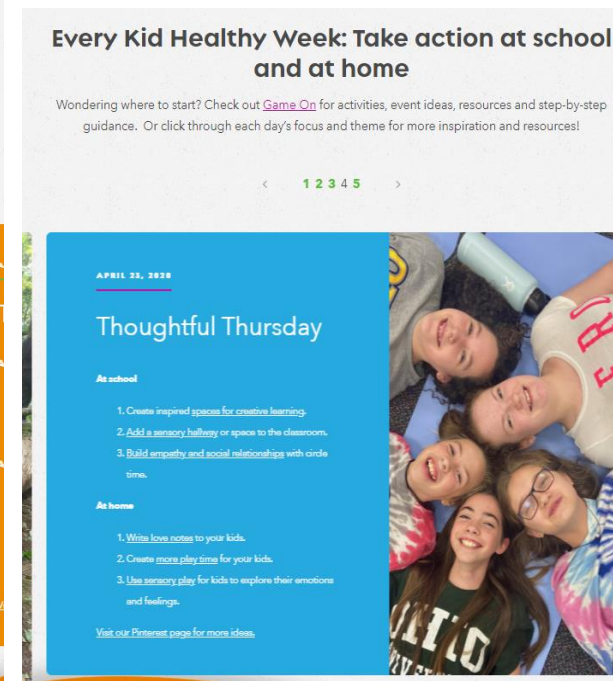 Every Kid Healthy Week: Take action at school
and at home
Wondering where to start? Check out Game On for activities, event ideas, resources and step-by-step
guidance. Or click through each day's focus and theme for more inspiration and resources!
< 1 2 3 4 5 >
APRIL 23, 2020
Thoughtful Thursday
At school
1. Create inspired spaces for creative learning.
2. Add a sensory hallway or space to the classroom.
3. Build empathy and social relationships with circle
time.
At home
1. Write love notes to your kids.
2. Create more play time for your kids.
3. Use sensory play for kids to explore their emotions
and feelings.
Visit our Pinterest page for more ideas.
OHIO